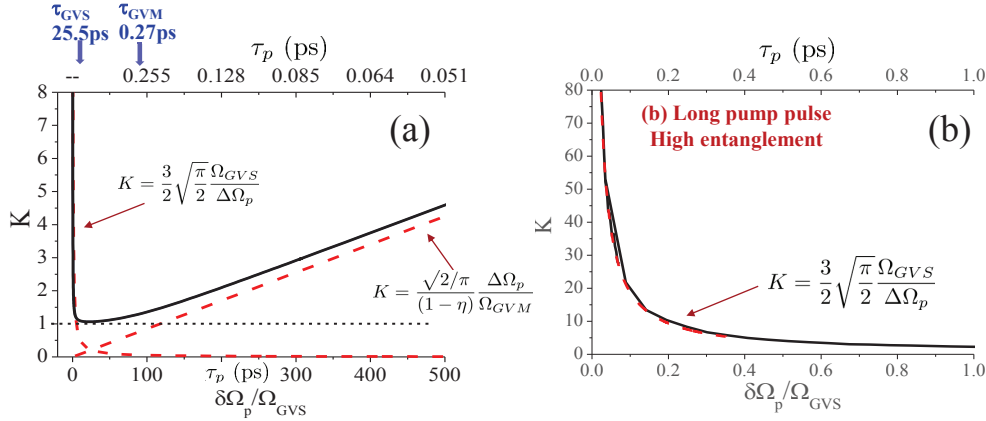 τGVS τGVM
25.5ps 0.27ps
τp (ps)
-- 0.255 0.128 0.085 0.064 0.051
8
7
6
5
4
3
2
1
0
K
(a)
K = 3/2 √(π/2) ΩGVS/ΔΩp
K = √2/π/(1 − η) ΔΩp/ΩGVM
0 100 τp (ps) 300 400 500
δΩp/ΩGVS
τp (ps)
0.0 0.2 0.4 0.6 0.8 1.0
80
70
60
50
40
30
20
10
0
K
(b) Long pump pulse
High entanglement
(b)
K = 3/2 √(π/2) ΩGVS/ΔΩp
0.0 0.2 0.4 0.6 0.8 1.0
δΩp/ΩGVS